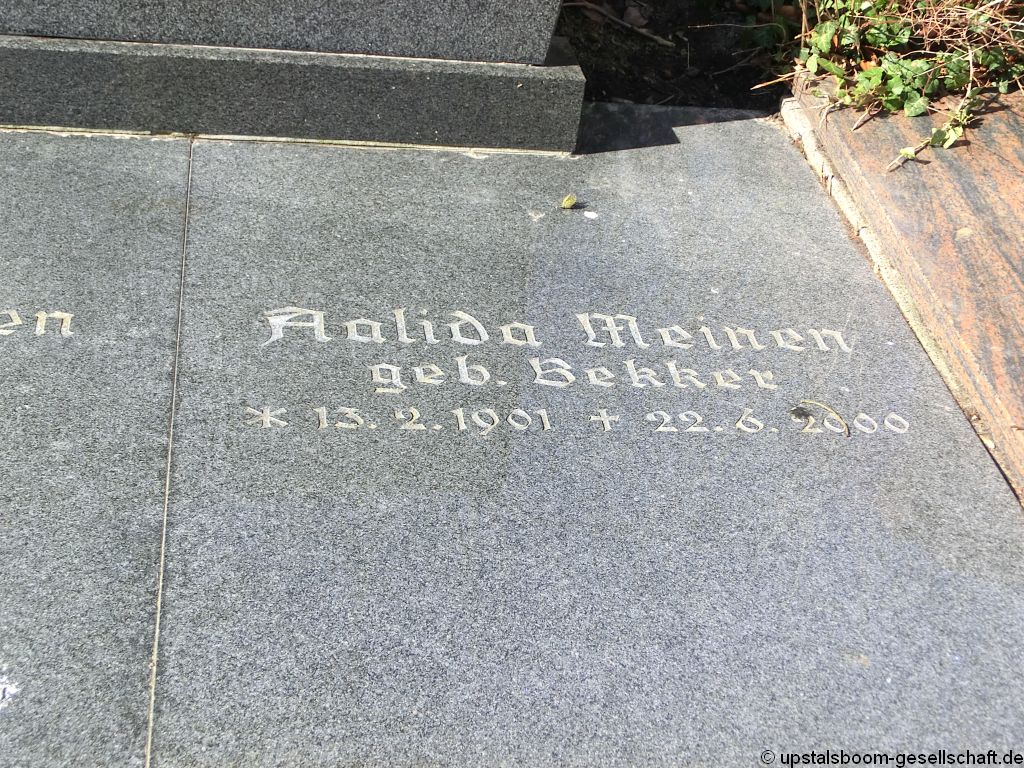 en
Aalida Meinen
geb. Bekker
* 13. 2. 1901 † 22. 6. 2000
© upstalsboom-gesellschaft.de